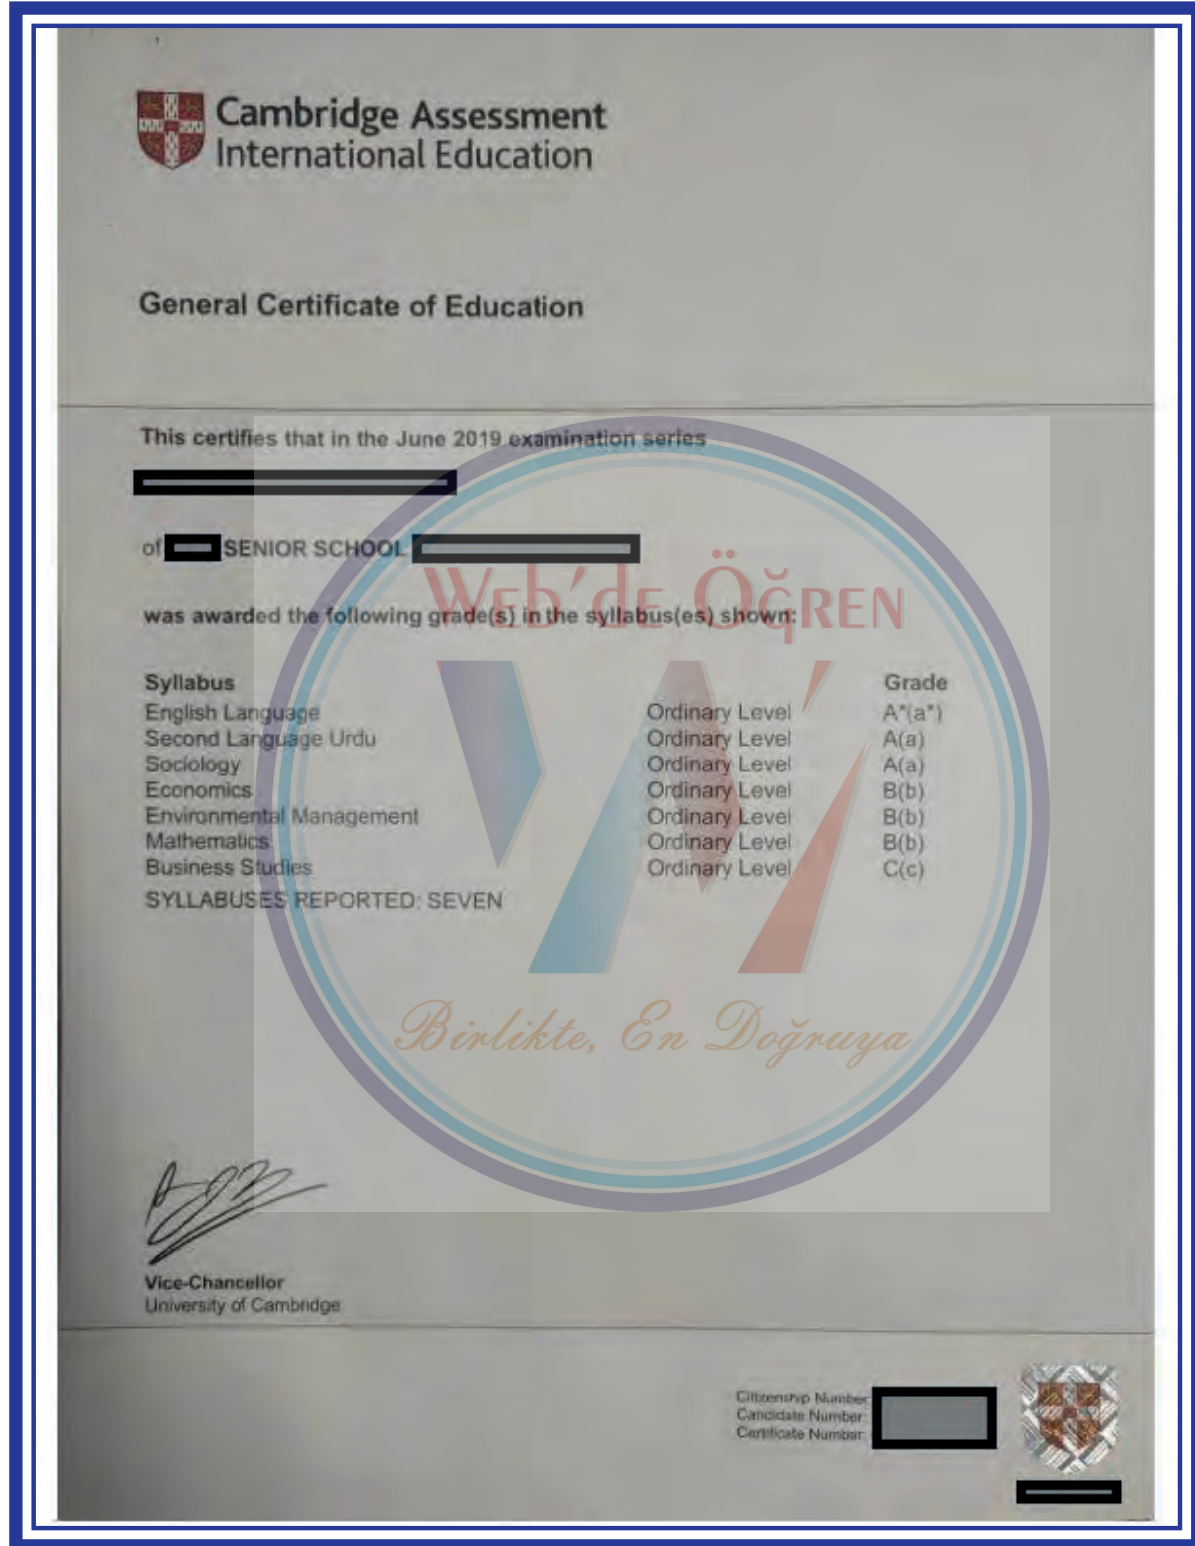 Cambridge Assessment
International Education
General Certificate of Education
This certifies that in the June 2019 examination series
of SENIOR SCHOOL
Web'de Öğren
was awarded the following grade(s) in the syllabus(es) shown:
Syllabus Grade
English Language Ordinary Level A*(a*)
Second Language Urdu Ordinary Level A(a)
Sociology Ordinary Level A(a)
Economics Ordinary Level B(b)
Environmental Management Ordinary Level B(b)
Mathematics Ordinary Level B(b)
Business Studies Ordinary Level C(c)
SYLLABUSES REPORTED: SEVEN
Birlikte, En Doğruya
Vice-Chancellor
University of Cambridge
Citizenship Number:
Candidate Number:
Certificate Number: